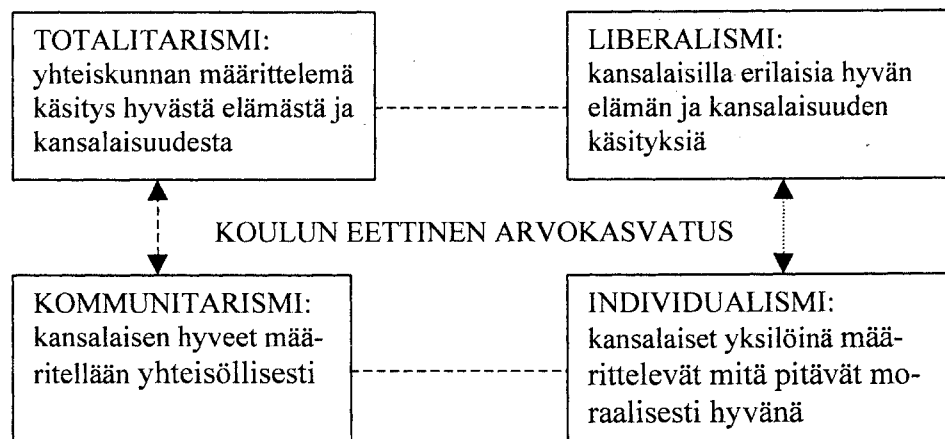 TOTALITARISMI:
yhteiskunnan määrittelemä
käsitys hyvästä elämästä ja
kansalaisuudesta
LIBERALISMI:
kansalaisilla erilaisia hyvän
elämän ja kansalaisuuden
käsityksiä
KOULUN EETTINEN ARVOKASVATUS
KOMMUNITARISMI:
kansalaisen hyveet mää-
ritellään yhteisöllisesti
INDIVIDUALISMI:
kansalaiset yksilöinä mää-
rittelevät mitä pitävät mo-
raalisesti hyvänä